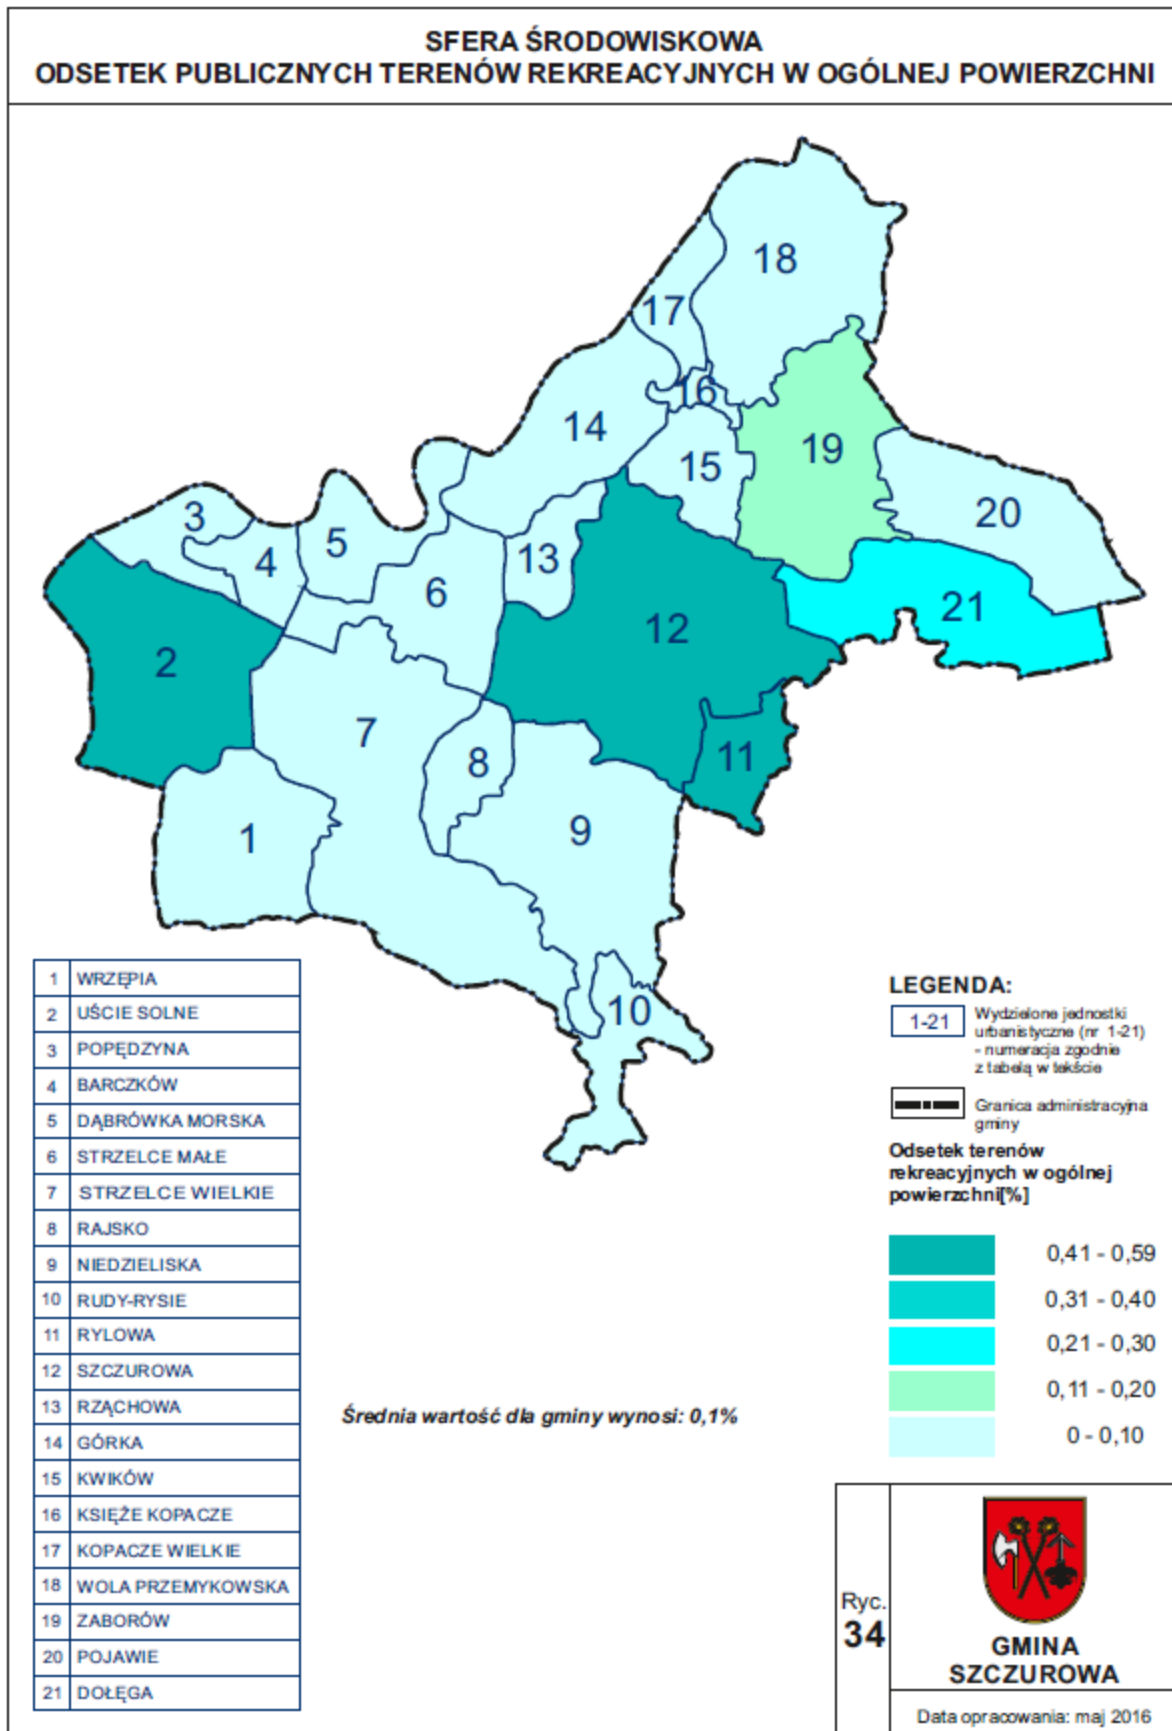 SFERA ŚRODOWISKOWA
ODSETEK PUBLICZNYCH TERENÓW REKREACYJNYCH W OGÓLNEJ POWIERZCHNI
18
17
16
14
19
15
20
3
5
4
13
6
21
12
2
7
11
8
9
1
10
1 WRZĘPIA
2 UŚCIE SOLNE
3 POPĘDZYNA
4 BARCZKÓW
5 DĄBRÓWKA MORSKA
6 STRZELCE MAŁE
7 STRZELCE WIELKIE
8 RAJSKO
9 NIEDZIELISKA
10 RUDY-RYSIE
11 RYLOWA
12 SZCZUROWA
13 RZĄCHOWA
14 GÓRKA
15 KWIKÓW
16 KSIĘŻE KOPACZE
17 KOPACZE WIELKIE
18 WOLA PRZEMYKOWSKA
19 ZABORÓW
20 POJAWIE
21 DOŁĘGA
Średnia wartość dla gminy wynosi: 0,1%
LEGENDA:
1-21
Wydzielone jednostki
urbanistyczne (nr 1-21)
- numeracja zgodnie
z tabelą w tekście
Granica administracyjna
gminy
Odsetek terenów
rekreacyjnych w ogólnej
powierzchni[%]
0,41 - 0,59
0,31 - 0,40
0,21 - 0,30
0,11 - 0,20
0 - 0,10
Ryc.
34
GMINA
SZCZUROWA
Data opracowania: maj 2016